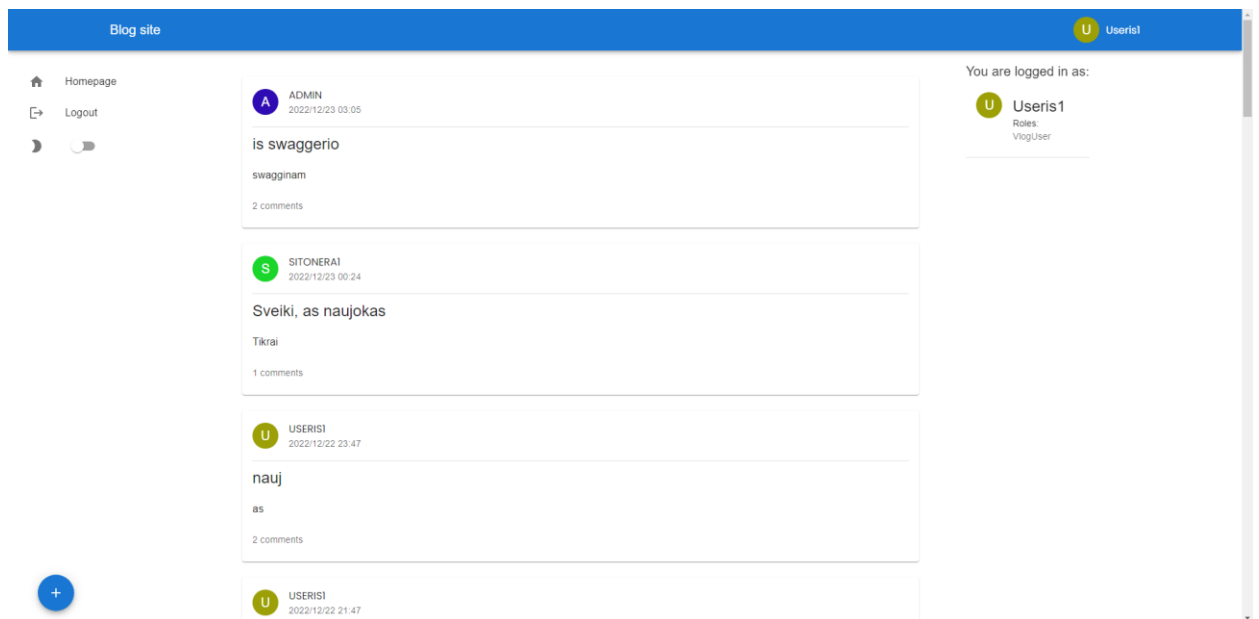 Blog site
U Useris1
Homepage
Logout
A ADMIN
2022/12/23 03:05
is swaggerio
swagginam
2 comments
S SITONERA1
2022/12/23 00:24
Sveiki, as naujokas
Tikrai
1 comments
U USERIS1
2022/12/22 23:47
nauj
as
2 comments
U USERIS1
2022/12/22 21:47
You are logged in as:
U Useris1
Roles:
VlogUser
+